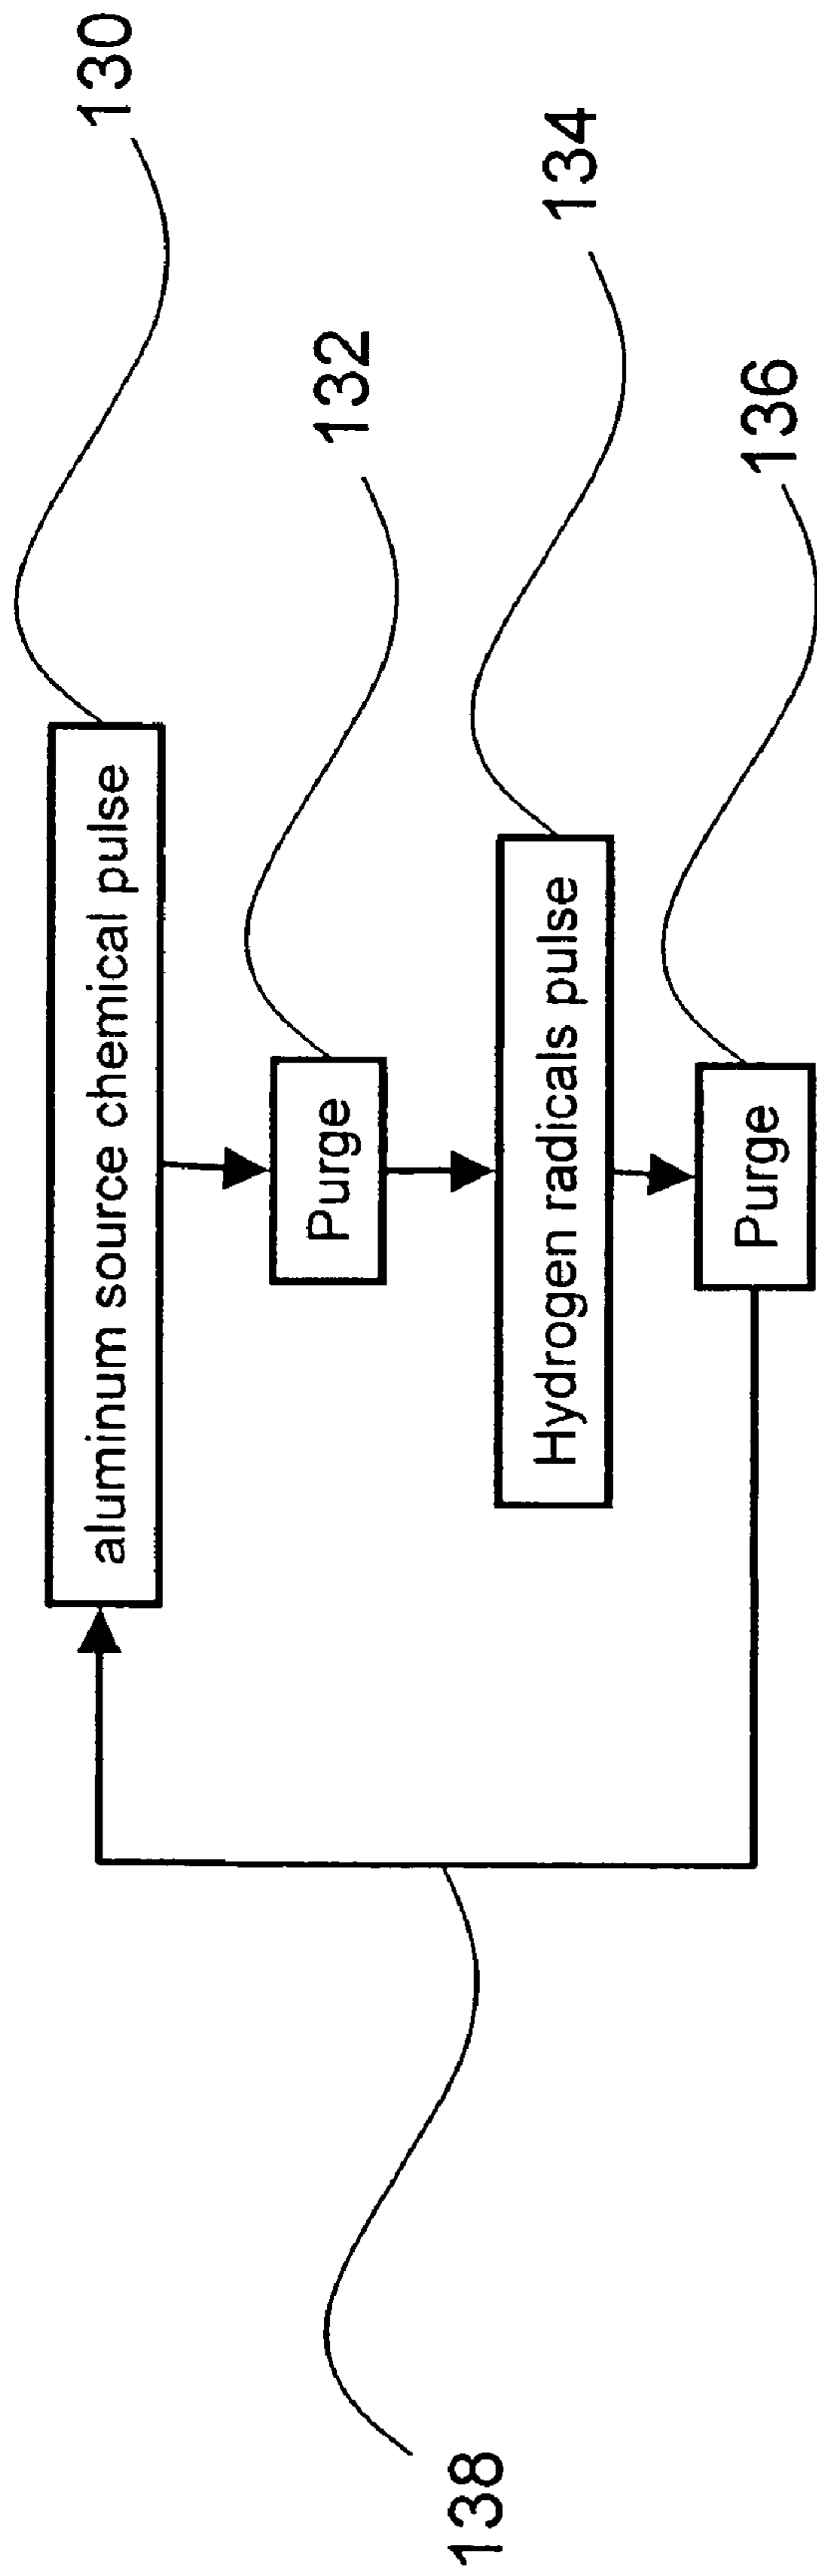 aluminum source chemical pulse
130
Purge
132
Hydrogen radicals pulse
134
Purge
136
138